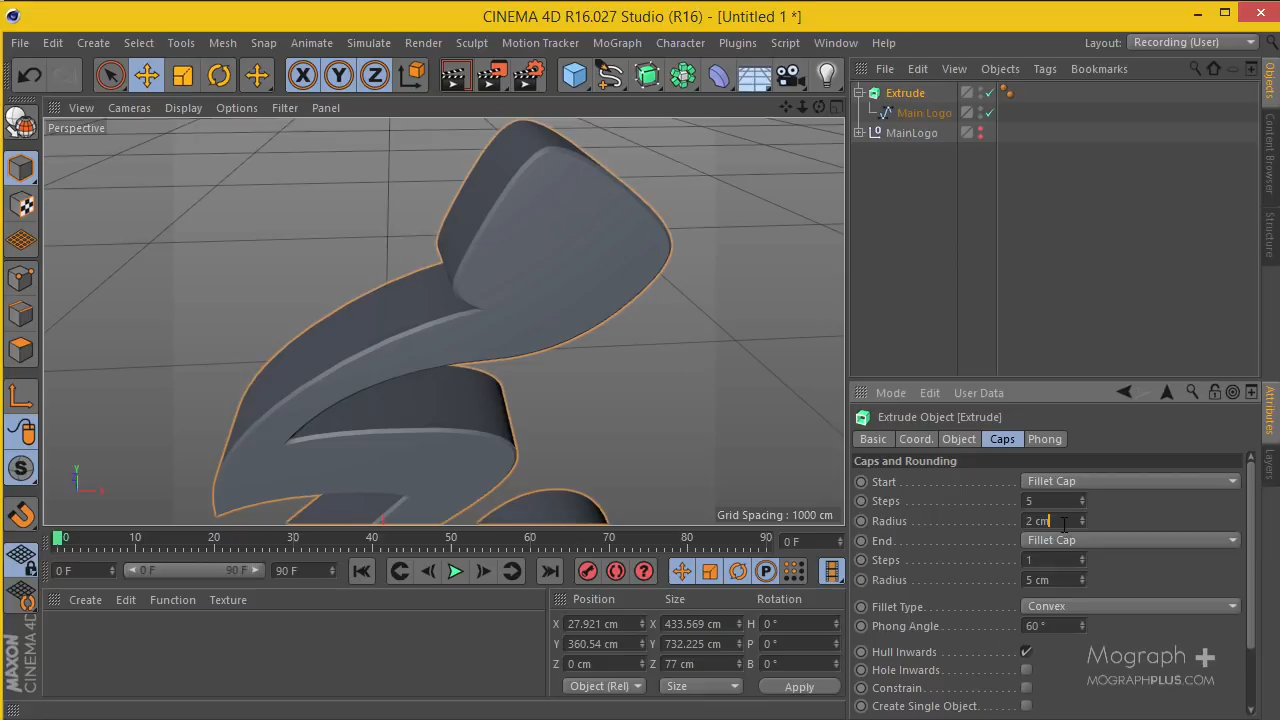 CINEMA 4D R16.027 Studio (R16) - [Untitled 1 *]
File Edit Create Select Tools Mesh Snap Animate Simulate Render Sculpt Motion Tracker MoGraph Character Plugins Script Window Help Layout: Recording (User)
X Y Z
File Edit View Objects Tags Bookmarks
View Cameras Display Options Filter Panel
Perspective
Extrude
Main Logo
L0 MainLogo
Objects
Content Browser
Structure
Mode Edit User Data
Extrude Object [Extrude]
Basic Coord. Object Caps Phong
Caps and Rounding
Start Fillet Cap
Steps 5
Radius 2 cm
End Fillet Cap
Steps 1
Radius 5 cm
Fillet Type Convex
Phong Angle 60 °
Hull Inwards
Hole Inwards
Constrain
Create Single Object
Attributes
Layers
Y
Z
X
Grid Spacing : 1000 cm
0 10 20 30 40 50 60 70 80 90 0 F
0 F 0 F 90 F 90 F
P
Create Edit Function Texture
Position Size Rotation
X 27.921 cm X 433.569 cm H 0 °
Y 360.54 cm Y 732.225 cm P 0 °
Z 0 cm Z 77 cm B 0 °
Object (Rel) Size Apply
MAXON CINEMA 4D
Mograph +
MOGRAPHPLUS.COM